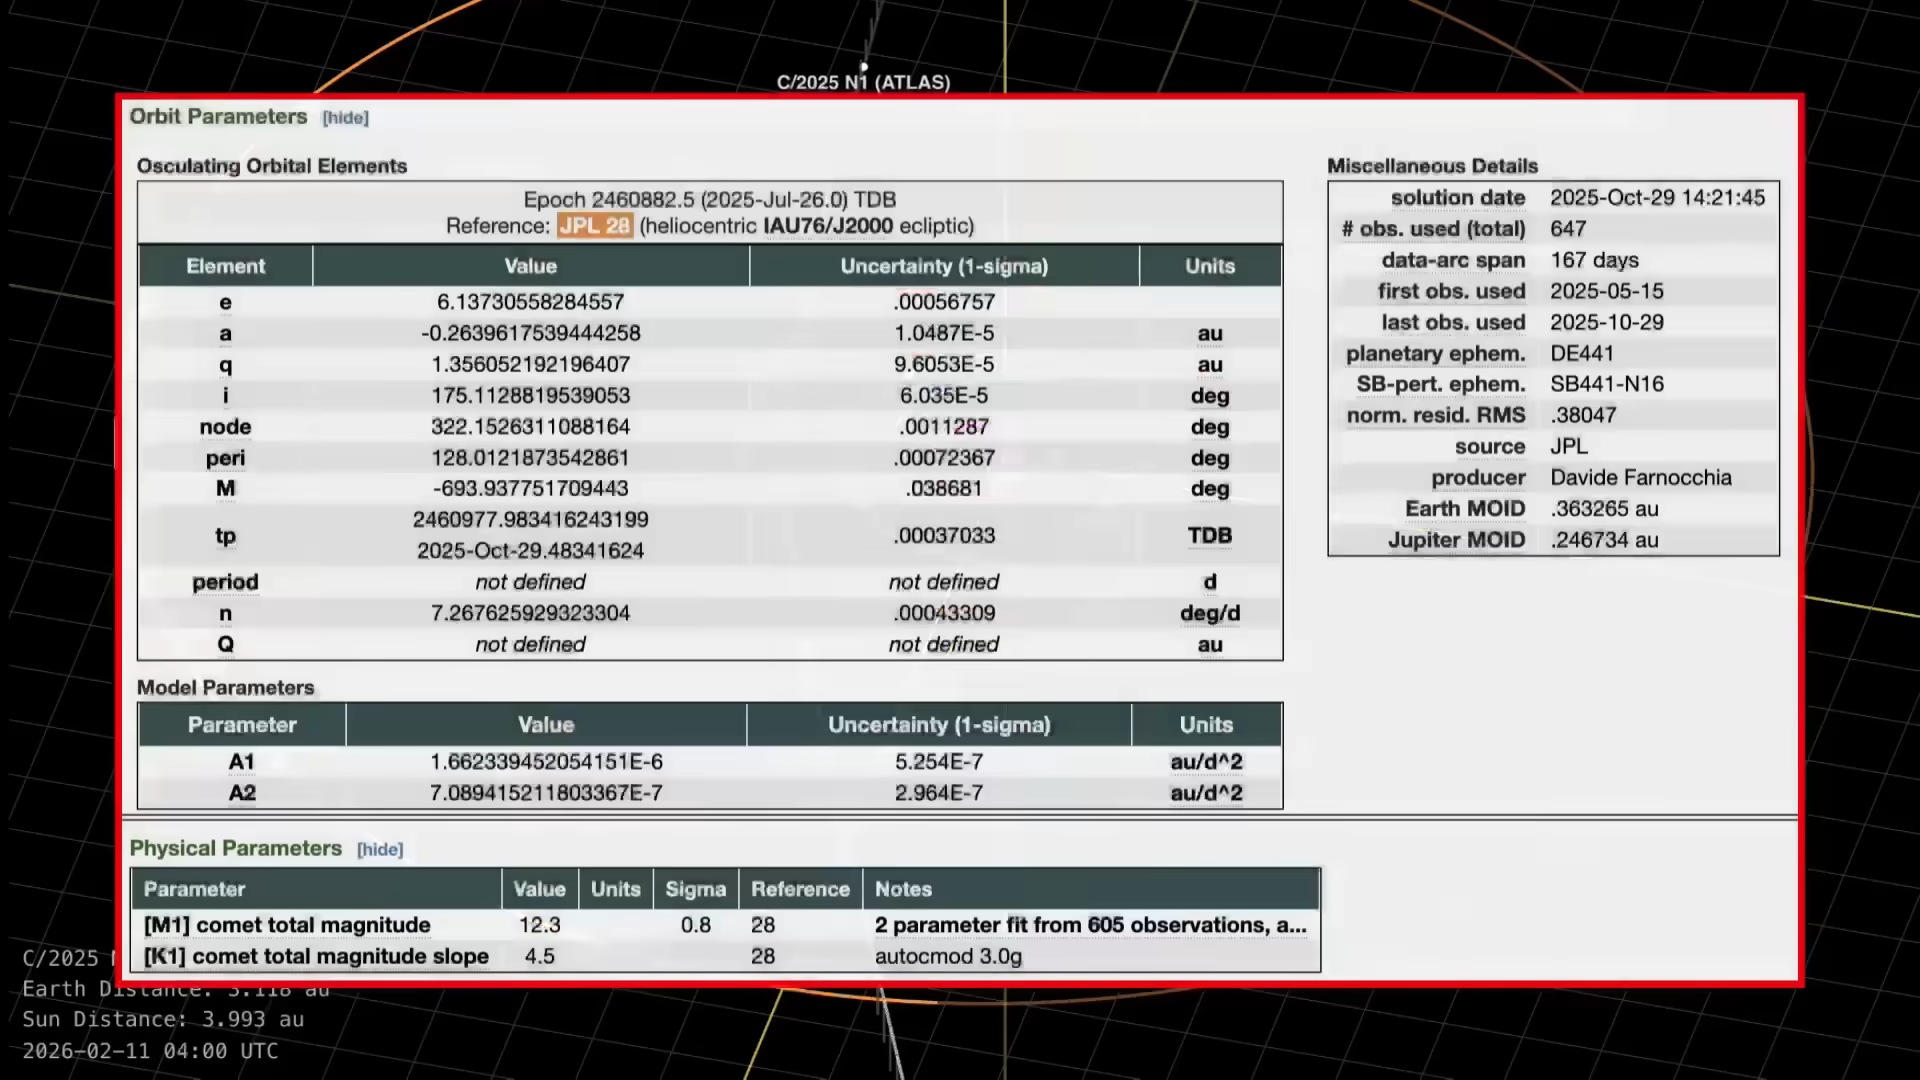 C/2025 N1 (ATLAS)
Orbit Parameters [hide]
Osculating Orbital Elements
Epoch 2460882.5 (2025-Jul-26.0) TDB
Reference: JPL 28 (heliocentric IAU76/J2000 ecliptic)
Element Value Uncertainty (1-sigma) Units
e 6.13730558284557 .00056757
a -0.2639617539444258 1.0487E-5 au
q 1.356052192196407 9.6053E-5 au
i 175.1128819539053 6.035E-5 deg
node 322.1526311088164 .0011287 deg
peri 128.0121873542861 .00072367 deg
M -693.937751709443 .038681 deg
tp 2460977.983416243199 .00037033 TDB
2025-Oct-29.48341624
period not defined not defined d
n 7.267625929323304 .00043309 deg/d
Q not defined not defined au
Miscellaneous Details
solution date 2025-Oct-29 14:21:45
# obs. used (total) 647
data-arc span 167 days
first obs. used 2025-05-15
last obs. used 2025-10-29
planetary ephem. DE441
SB-pert. ephem. SB441-N16
norm. resid. RMS .38047
source JPL
producer Davide Farnocchia
Earth MOID .363265 au
Jupiter MOID .246734 au
Model Parameters
Parameter Value Uncertainty (1-sigma) Units
A1 1.662339452054151E-6 5.254E-7 au/d^2
A2 7.089415211803367E-7 2.964E-7 au/d^2
Physical Parameters [hide]
Parameter Value Units Sigma Reference Notes
[M1] comet total magnitude 12.3 0.8 28 2 parameter fit from 605 observations, a...
[K1] comet total magnitude slope 4.5 28 autocmod 3.0g
C/2025
Earth Distance: 3.118 au
Sun Distance: 3.993 au
2026-02-11 04:00 UTC